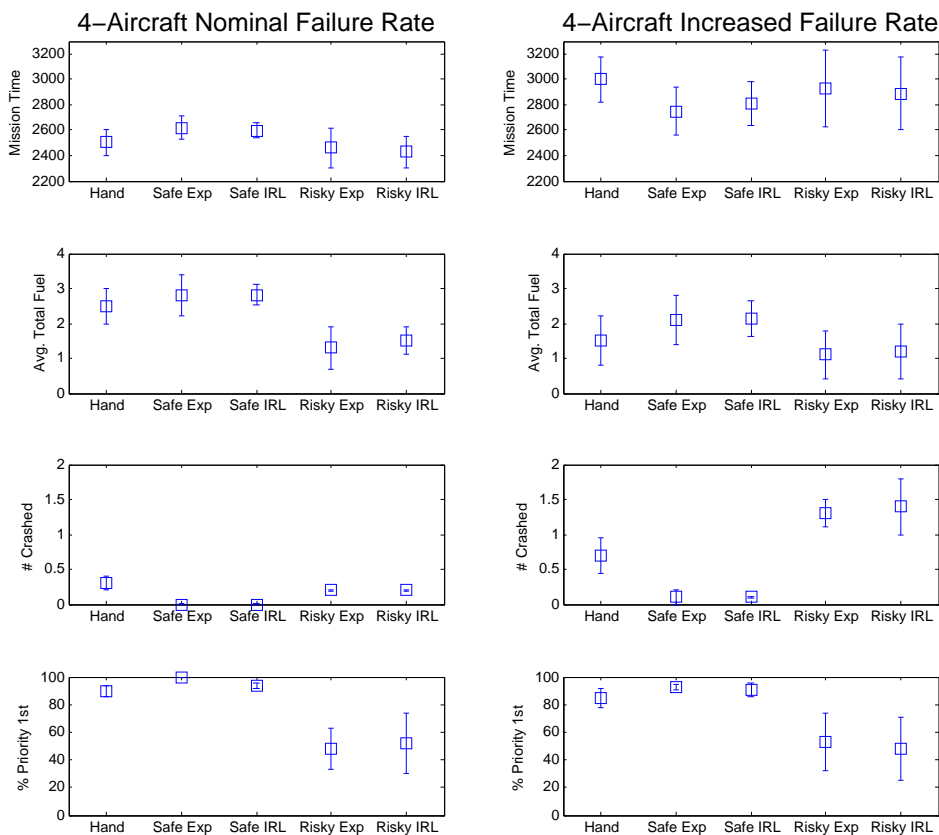 4−Aircraft Nominal Failure Rate
3200
3000
2800
2600
2400
2200
Mission Time
Hand Safe Exp Safe IRL Risky Exp Risky IRL
4
3
2
1
0
Avg. Total Fuel
Hand Safe Exp Safe IRL Risky Exp Risky IRL
2
1.5
1
0.5
0
# Crashed
Hand Safe Exp Safe IRL Risky Exp Risky IRL
100
80
60
40
20
0
% Priority 1st
Hand Safe Exp Safe IRL Risky Exp Risky IRL
4−Aircraft Increased Failure Rate
3200
3000
2800
2600
2400
2200
Mission Time
Hand Safe Exp Safe IRL Risky Exp Risky IRL
4
3
2
1
0
Avg. Total Fuel
Hand Safe Exp Safe IRL Risky Exp Risky IRL
2
1.5
1
0.5
0
# Crashed
Hand Safe Exp Safe IRL Risky Exp Risky IRL
100
80
60
40
20
0
% Priority 1st
Hand Safe Exp Safe IRL Risky Exp Risky IRL